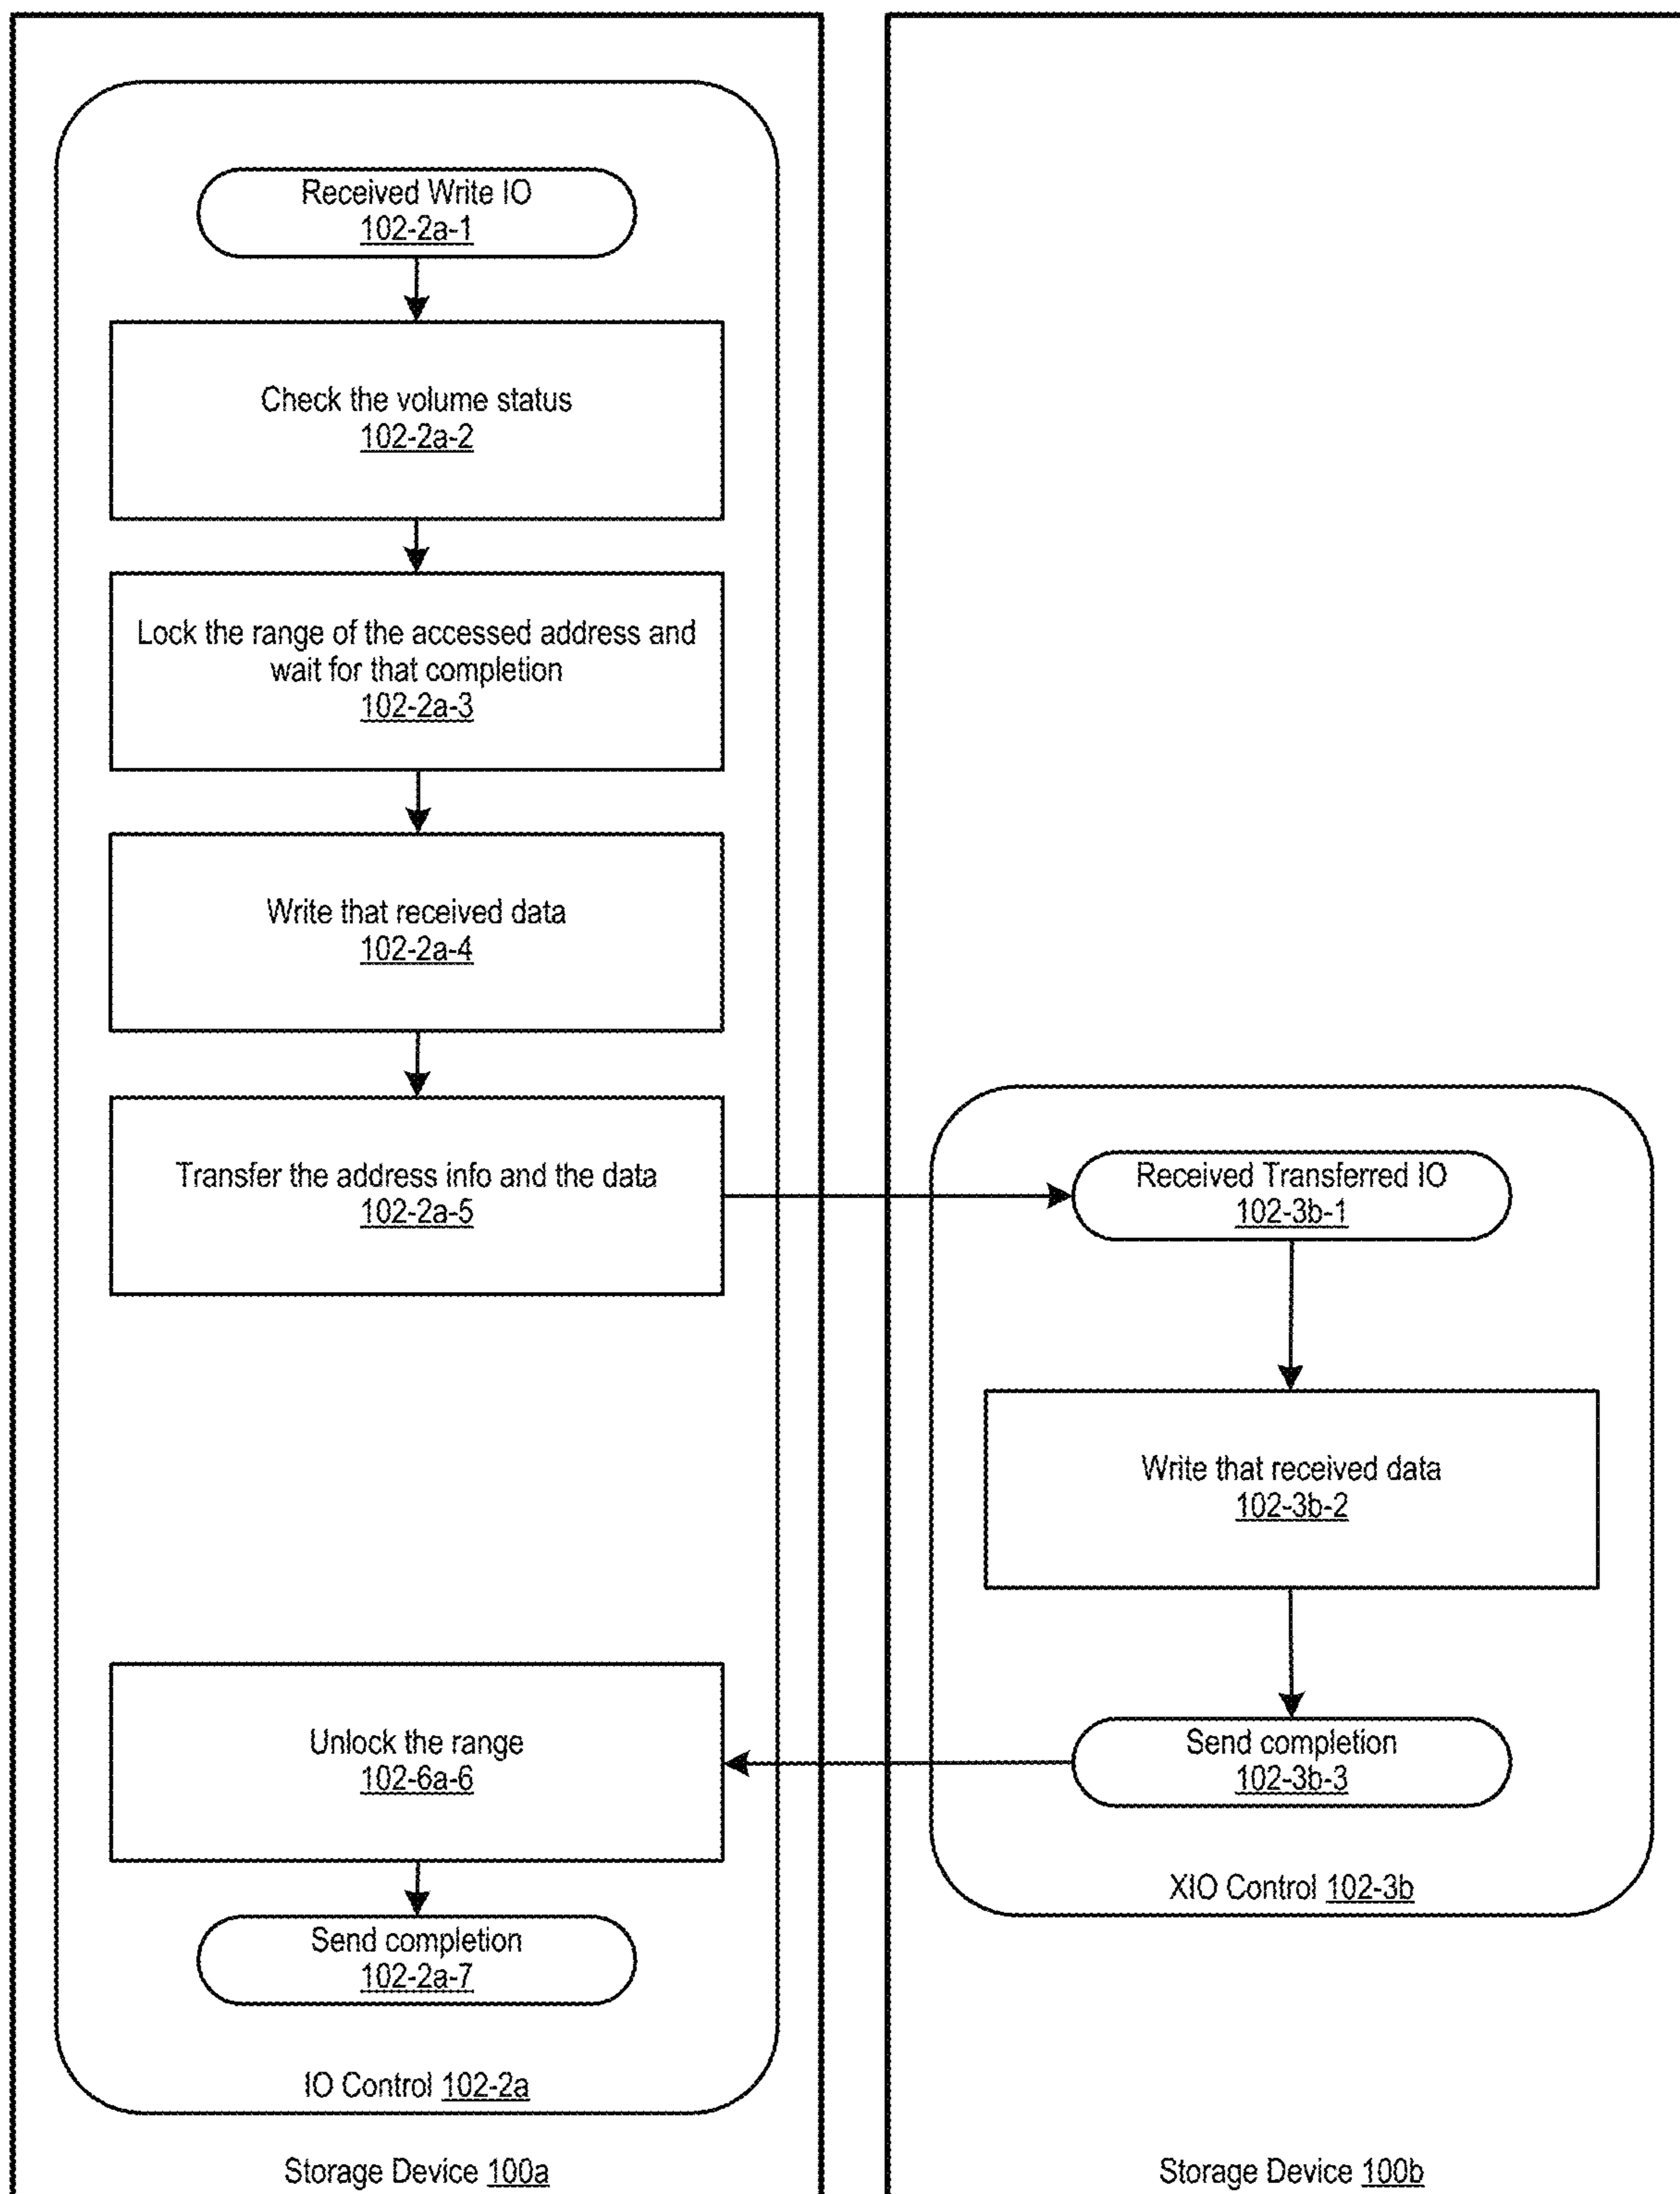 Received Write IO
102-2a-1
Check the volume status
102-2a-2
Lock the range of the accessed address and
wait for that completion
102-2a-3
Write that received data
102-2a-4
Transfer the address info and the data
102-2a-5
Unlock the range
102-6a-6
Send completion
102-2a-7
IO Control 102-2a
Storage Device 100a
Received Transferred IO
102-3b-1
Write that received data
102-3b-2
Send completion
102-3b-3
XIO Control 102-3b
Storage Device 100b